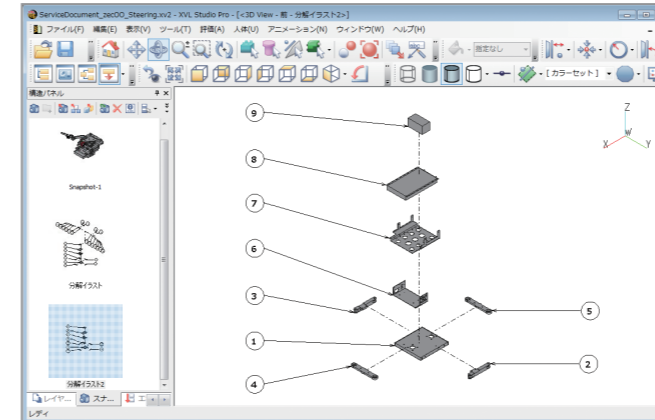 ServiceDocument_zecDO_Steering.xv2 - XVL Studio Pro - [<3D View - 煎 - 分解イラスト2>]
ファイル(F) 編集(E) 表示(V) ツール(T) 評価(A) 人体(U) アニメーション(N) ウィンドウ(W) ヘルプ(H)
指定なし
[カラーセット]
構造パネル
Snapshot-1
分解イラスト
分解イラスト2
レイヤ... スナ... エ
レディ
9
8
7
6
3
1
4
5
2
Z
W
X
Y